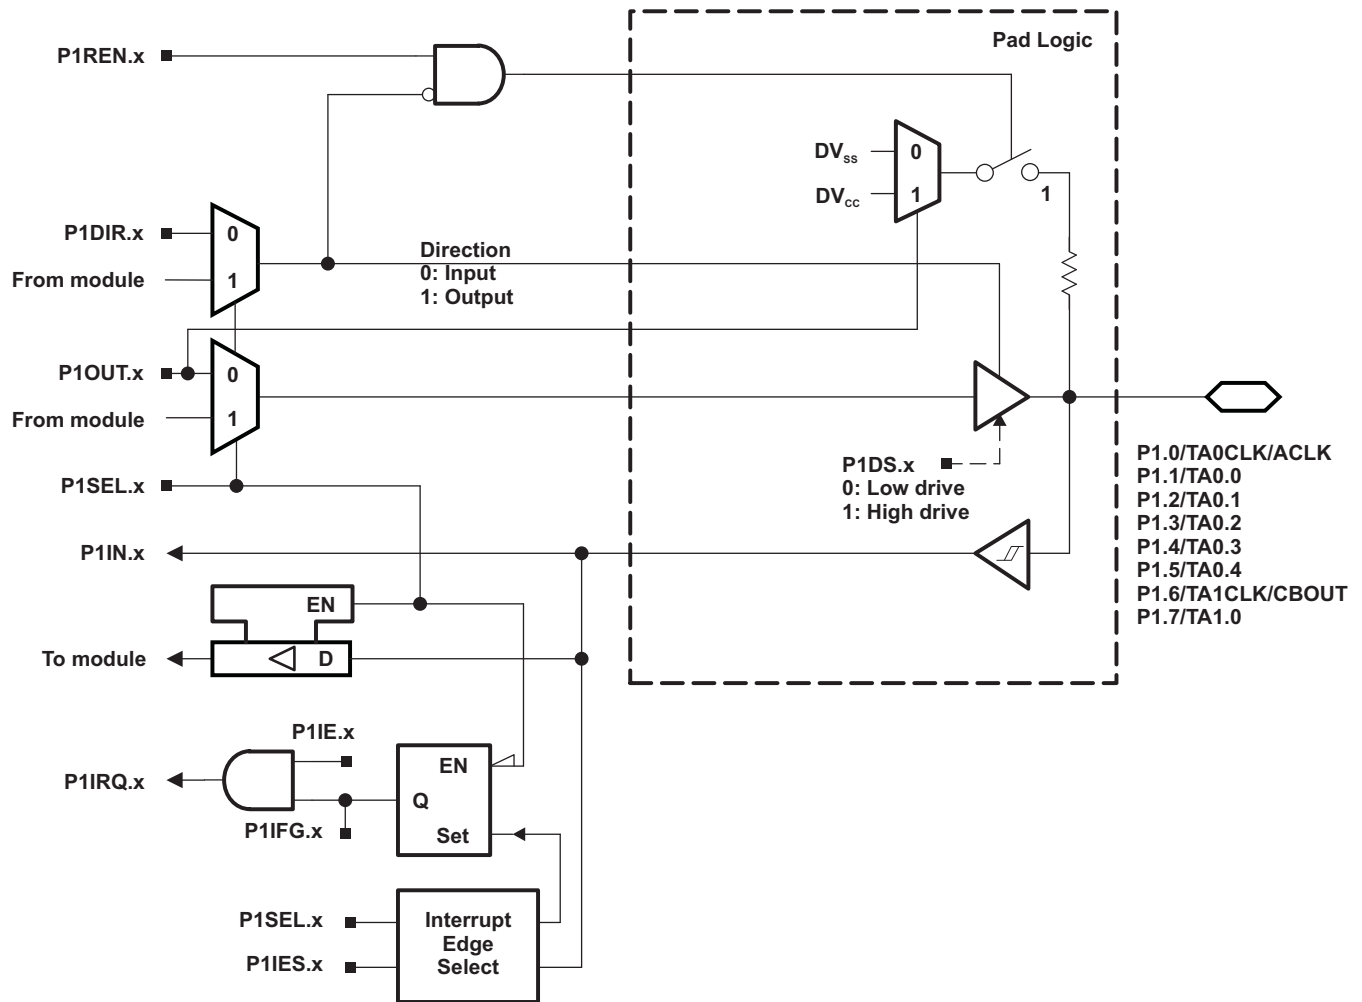 Pad Logic
P1REN.x
DVss
0
DVcc
1
1
P1DIR.x
0
From module
1
Direction
0: Input
1: Output
P1OUT.x
0
From module
1
P1DS.x
0: Low drive
1: High drive
P1SEL.x
P1.0/TA0CLK/ACLK
P1.1/TA0.0
P1.2/TA0.1
P1.3/TA0.2
P1.4/TA0.3
P1.5/TA0.4
P1.6/TA1CLK/CBOUT
P1.7/TA1.0
P1IN.x
EN
To module
D
P1IE.x
P1IRQ.x
EN
Q
P1IFG.x
Set
P1SEL.x
P1IES.x
Interrupt
Edge
Select